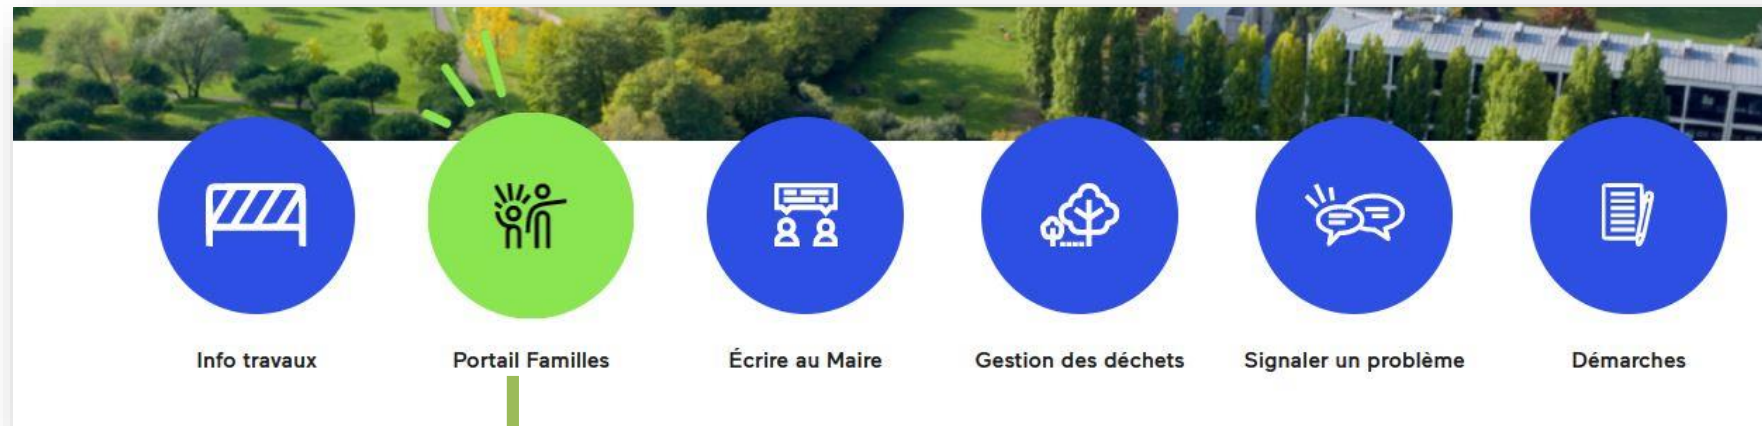 Info travaux
Portail Familles
Écrire au Maire
Gestion des déchets
Signaler un problème
Démarches